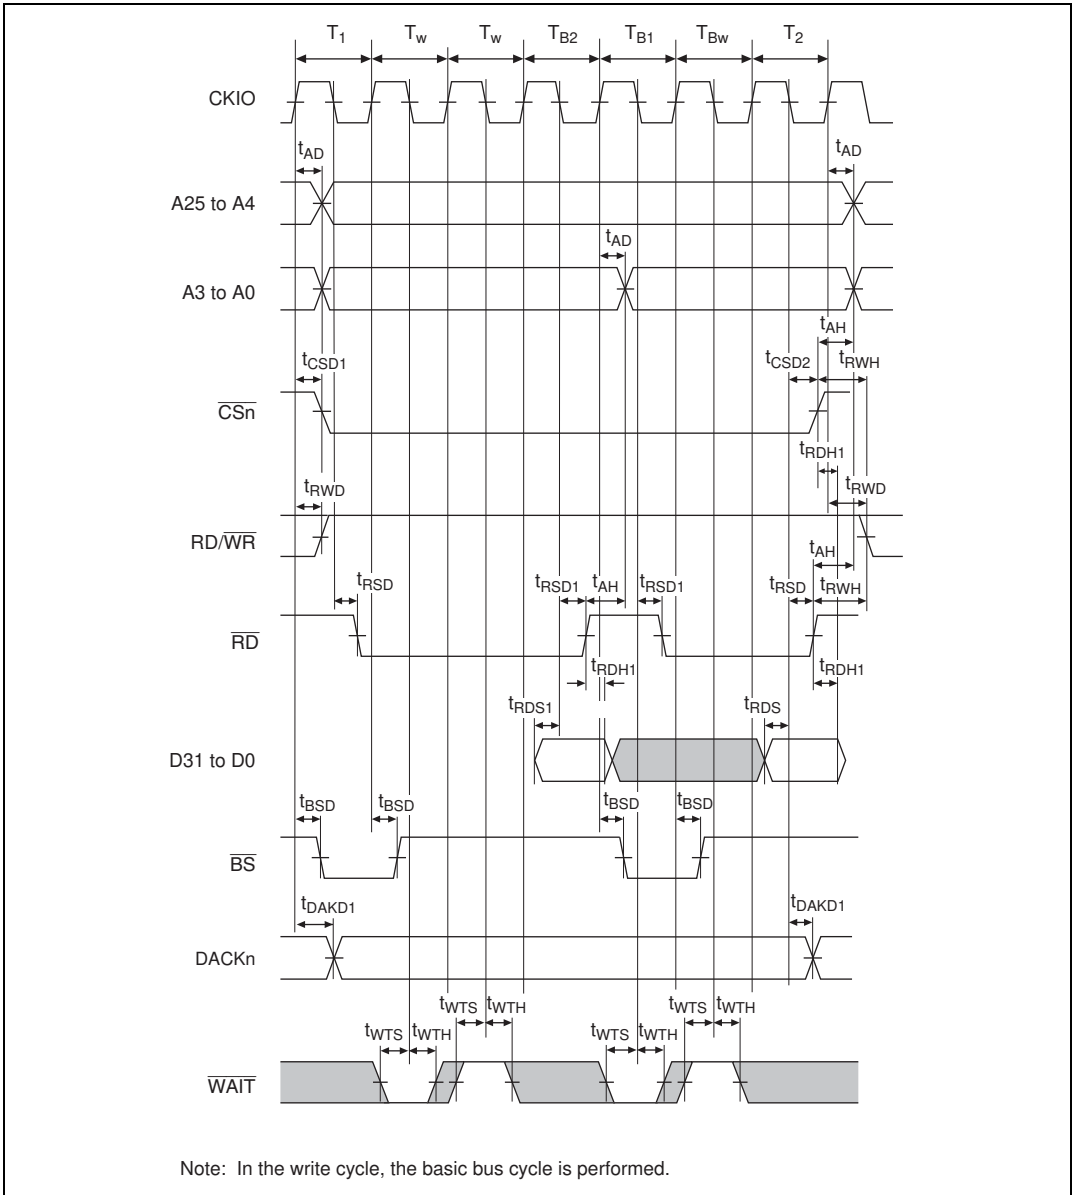 T1 Tw Tw TB2 TB1 TBw T2
CKIO
tAD tAD
A25 to A4
tAD
A3 to A0
tAH
tCSD1 tCSD2 tRWH
CSn
tRDH1
tRWD tRWD
RD/WR
tAH
tRSD tRSD1 tAH tRSD1 tRSD tRWH
RD
tRDH1 tRDH1
tRDS1 tRDS
D31 to D0
tBSD tBSD tBSD tBSD
BS
tDAKD1 tDAKD1
DACKn
tWTS tWTH tWTS tWTH
tWTS tWTH tWTS tWTH
WAIT
Note: In the write cycle, the basic bus cycle is performed.